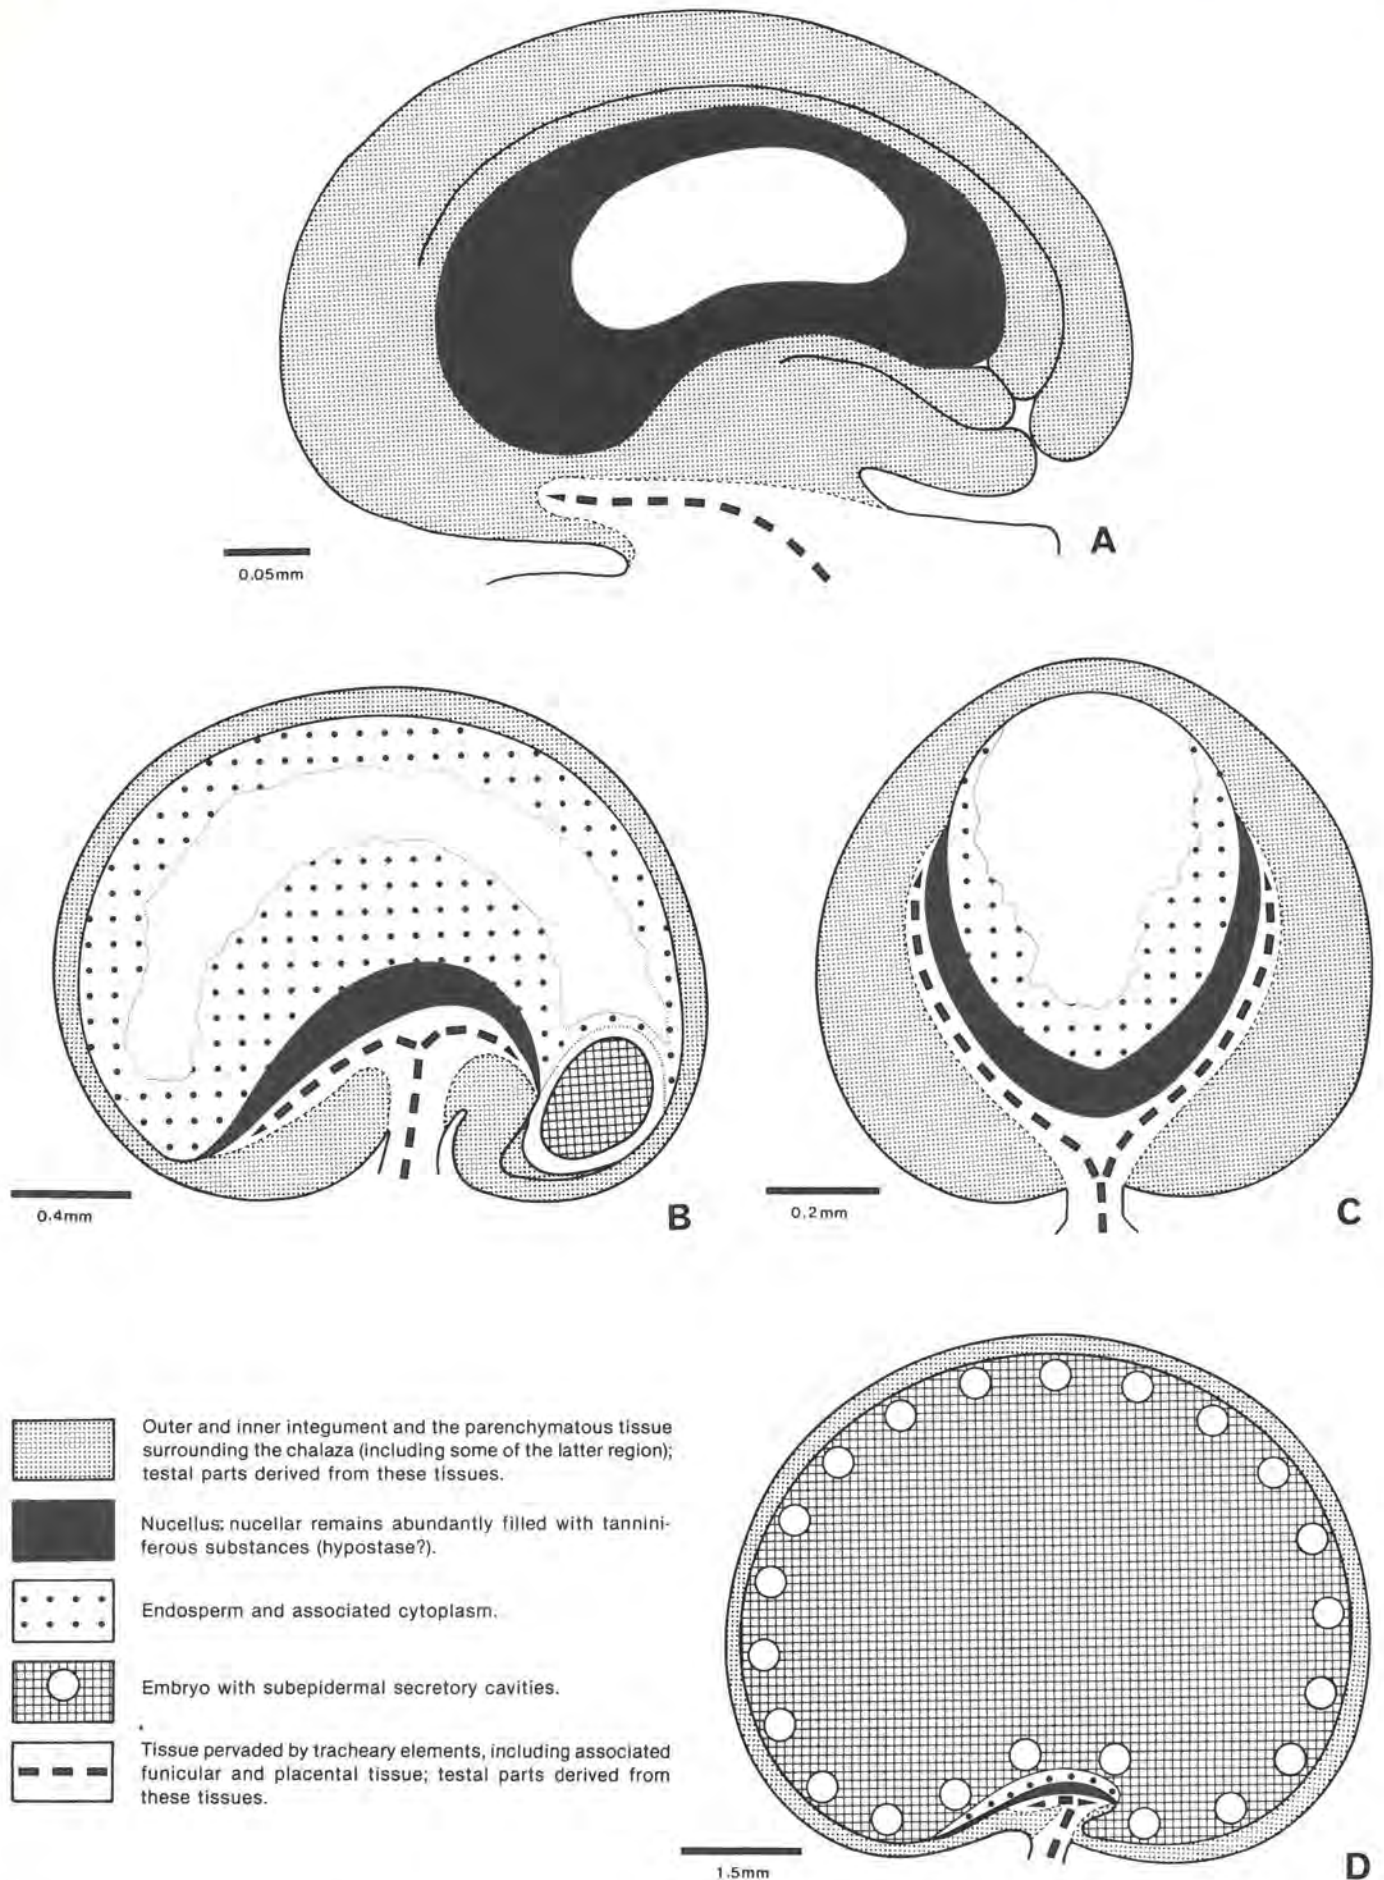 A
0.05mm
B
0.4mm
C
0.2mm
Outer and inner integument and the parenchymatous tissue
surrounding the chalaza (including some of the latter region);
testal parts derived from these tissues.
Nucellus; nucellar remains abundantly filled with tannini-
ferous substances (hypostase?).
Endosperm and associated cytoplasm.
Embryo with subepidermal secretory cavities.
Tissue pervaded by tracheary elements, including associated
funicular and placental tissue; testal parts derived from
these tissues.
1.5mm
D